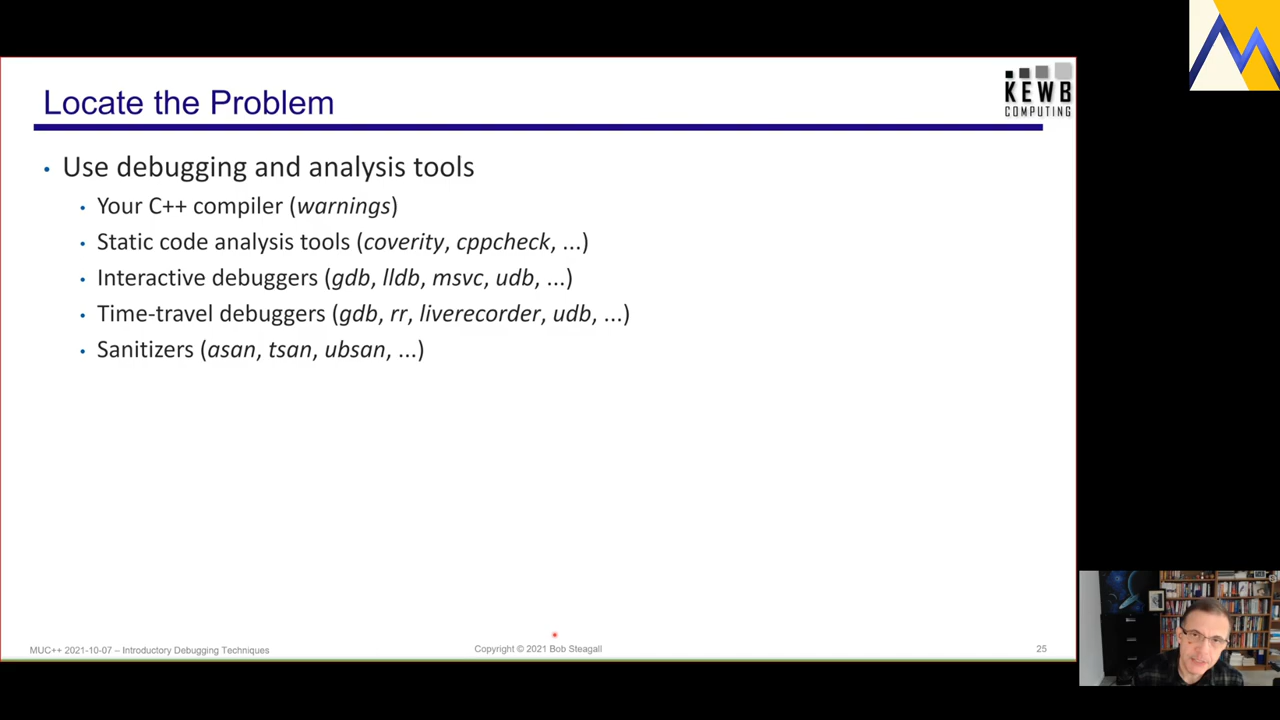 Locate the Problem
KEWB
COMPUTING
• Use debugging and analysis tools
• Your C++ compiler (warnings)
• Static code analysis tools (coverity, cppcheck, ...)
• Interactive debuggers (gdb, lldb, msvc, udb, ...)
• Time-travel debuggers (gdb, rr, liverecorder, udb, ...)
• Sanitizers (asan, tsan, ubsan, ...)
MUC++ 2021-10-07 – Introductory Debugging Techniques
Copyright © 2021 Bob Steagall
25